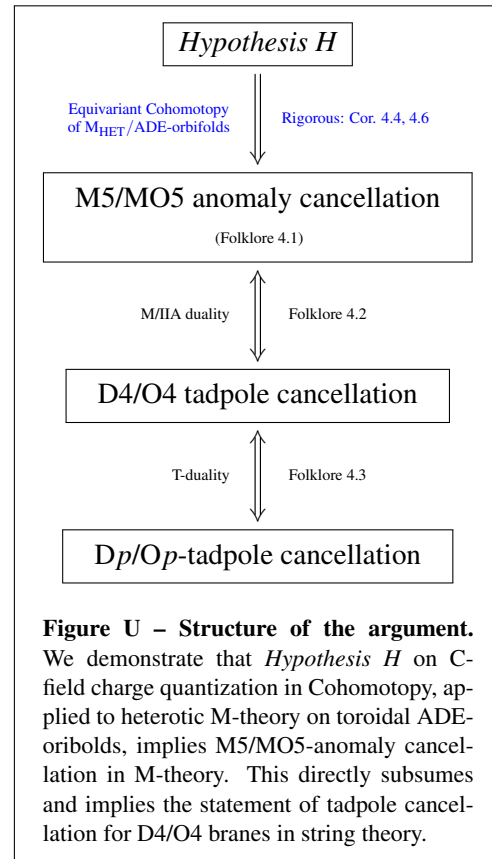 Hypothesis H
Equivariant Cohomotopy
of M_HET/ADE-orbifolds
Rigorous: Cor. 4.4, 4.6
M5/MO5 anomaly cancellation
(Folklore 4.1)
M/IIA duality
Folklore 4.2
D4/O4 tadpole cancellation
T-duality
Folklore 4.3
Dp/Op-tadpole cancellation
Figure U – Structure of the argument.
We demonstrate that Hypothesis H on C-
field charge quantization in Cohomotopy, ap-
plied to heterotic M-theory on toroidal ADE-
oribolds, implies M5/MO5-anomaly cancel-
lation in M-theory. This directly subsumes
and implies the statement of tadpole cancel-
lation for D4/O4 branes in string theory.